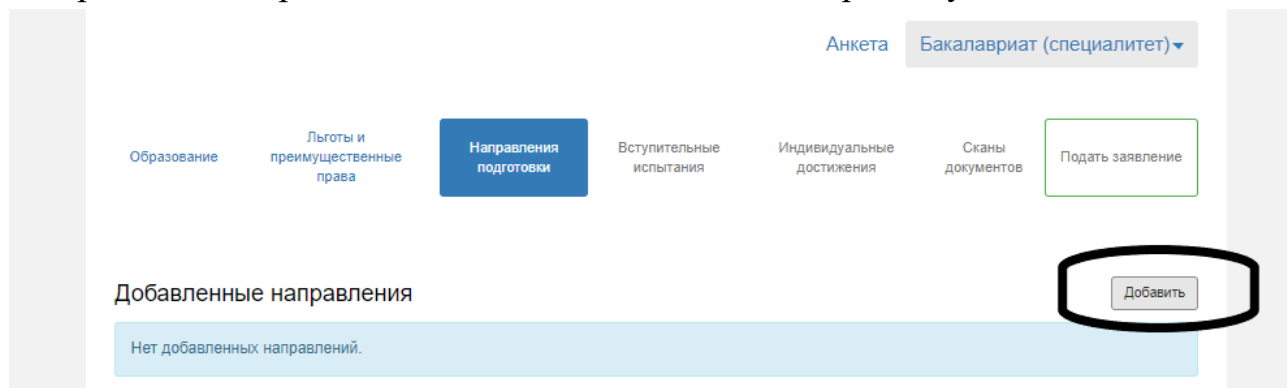 Анкета Бакалавриат (специалитет)
Образование
Льготы и
преимущественные
права
Направления
подготовки
Вступительные
испытания
Индивидуальные
достижения
Сканы
документов
Подать заявление
Добавленные направления
Добавить
Нет добавленных направлений.